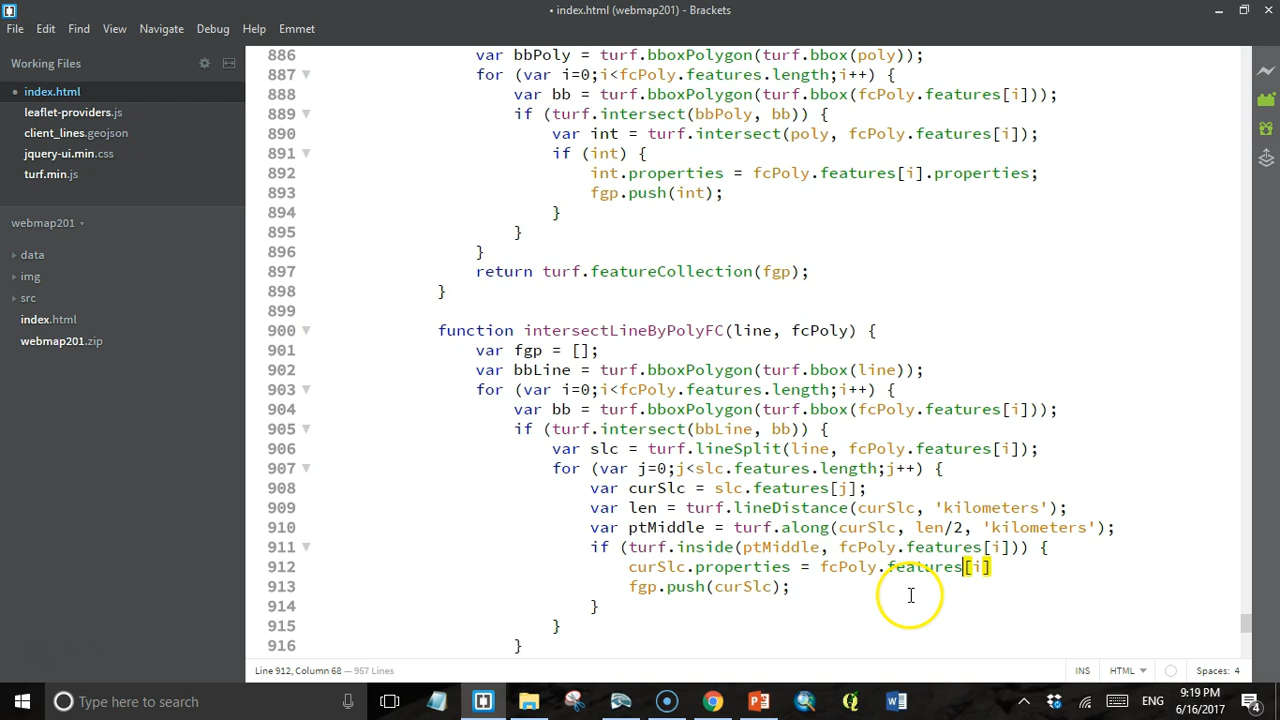 • index.html (webmap201) - Brackets
File Edit Find View Navigate Debug Help Emmet
Working Files
• index.html
leaflet-providers.js
client_lines.geojson
jquery-ui.min.css
turf.min.js
webmap201
data
img
src
index.html
webmap201.zip
886 var bbPoly = turf.bboxPolygon(turf.bbox(poly));
887 for (var i=0;i<fcPoly.features.length;i++) {
888 var bb = turf.bboxPolygon(turf.bbox(fcPoly.features[i]));
889 if (turf.intersect(bbPoly, bb)) {
890 var int = turf.intersect(poly, fcPoly.features[i]);
891 if (int) {
892 int.properties = fcPoly.features[i].properties;
893 fgp.push(int);
894 }
895 }
896 }
897 return turf.featureCollection(fgp);
898 }
899
900 function intersectLineByPolyFC(line, fcPoly) {
901 var fgp = [];
902 var bbLine = turf.bboxPolygon(turf.bbox(line));
903 for (var i=0;i<fcPoly.features.length;i++) {
904 var bb = turf.bboxPolygon(turf.bbox(fcPoly.features[i]));
905 if (turf.intersect(bbLine, bb)) {
906 var slc = turf.lineSplit(line, fcPoly.features[i]);
907 for (var j=0;j<slc.features.length;j++) {
908 var curSlc = slc.features[j];
909 var len = turf.lineDistance(curSlc, 'kilometers');
910 var ptMiddle = turf.along(curSlc, len/2, 'kilometers');
911 if (turf.inside(ptMiddle, fcPoly.features[i])) {
912 curSlc.properties = fcPoly.features[i]
913 fgp.push(curSlc);
914 }
915 }
916 }
Line 912, Column 68 — 957 Lines
INS HTML Spaces: 4
Type here to search
ENG
9:19 PM
6/16/2017
4